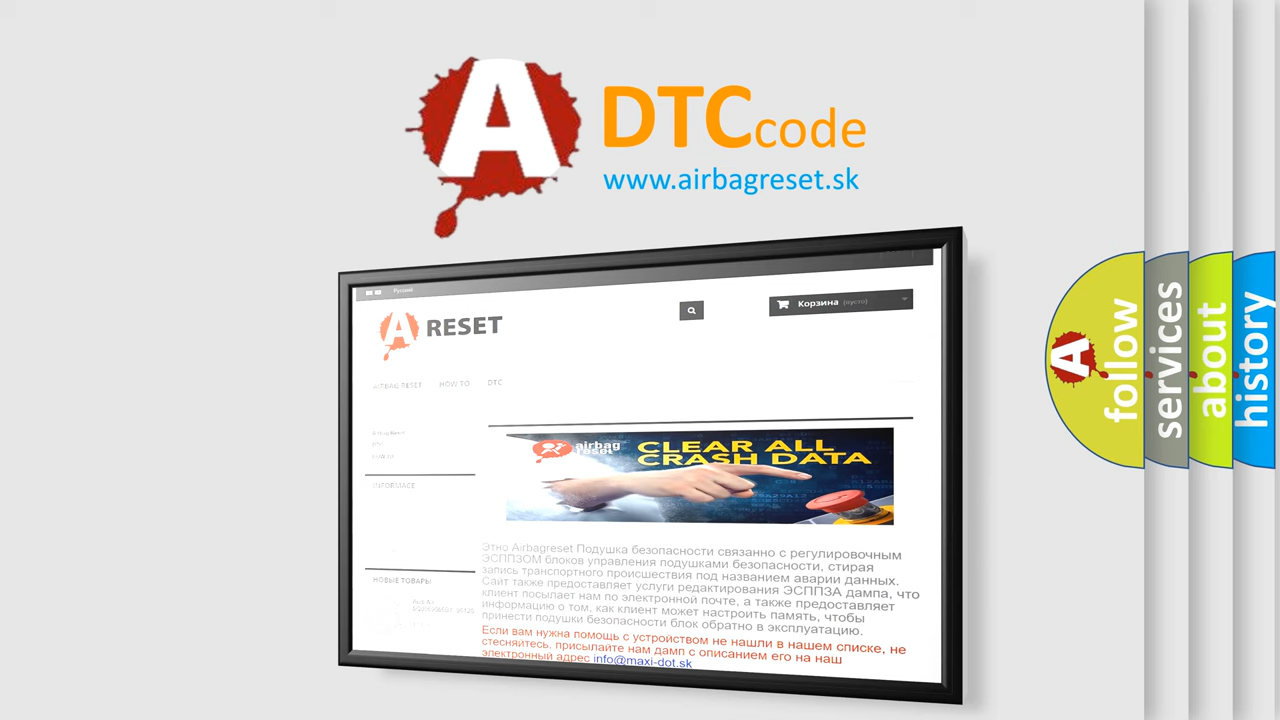 A
DTCcode
www.airbagreset.sk
Русский
A RESET
Корзина (пусто)
AIRBAG RESET HOW TO DTC
INFORMACE
НОВЫЕ ТОВАРЫ
airbag
reset
CLEAR ALL
CRASH DATA
Этно Airbagreset Подушка безопасности связанно с регулировочным
ЭСППЗОМ блоков управления подушками безопасности, стирая
запись транспортного происшествия под названием аварии данных.
Сайт также предоставляет услуги редактирования ЭСППЗА дампа, что
клиент посылает нам по электронной почте, а также предоставляет
информацию о том, как клиент может настроить память, чтобы
принести подушки безопасности блок обратно в эксплуатацию.
Если вам нужна помощь с устройством не нашли в нашем списке, не
стесняйтесь, присылайте нам дамп с описанием его на наш
электронный адрес info@maxi-dot.sk
A
follow
services
about
history